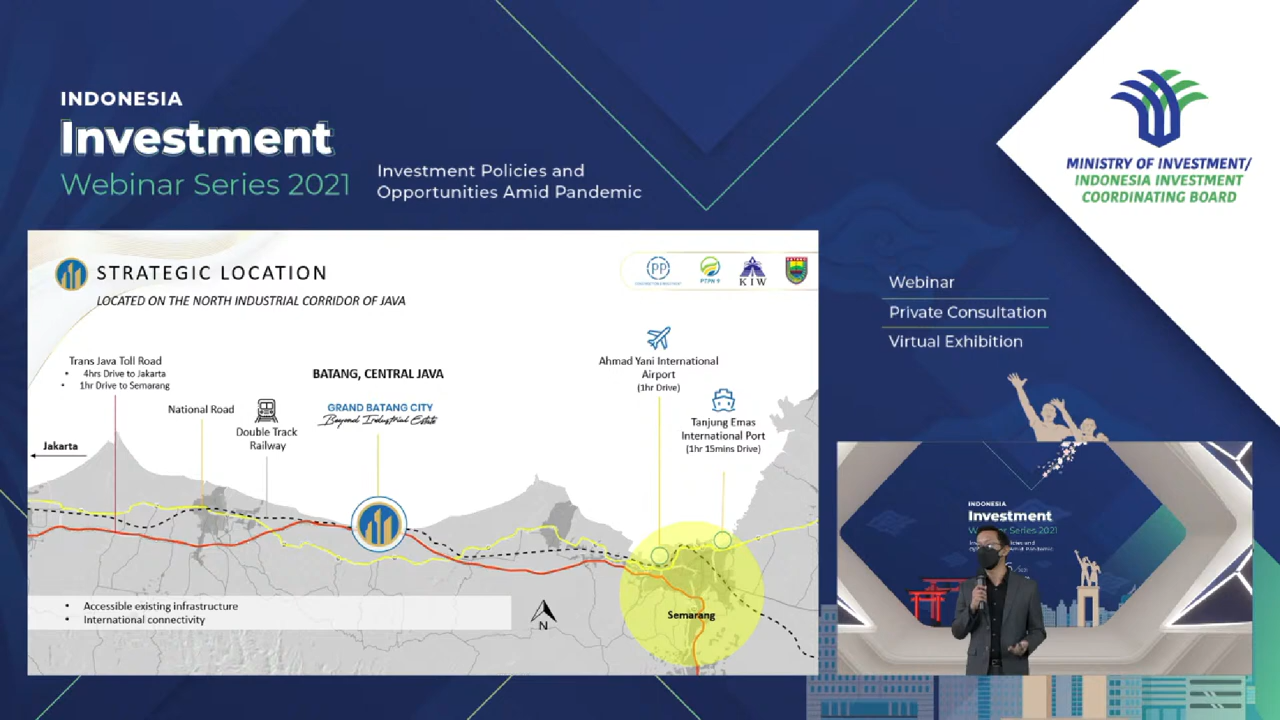 INDONESIA
Investment
Webinar Series 2021
Investment Policies and
Opportunities Amid Pandemic
MINISTRY OF INVESTMENT/
INDONESIA INVESTMENT
COORDINATING BOARD
Webinar
Private Consultation
Virtual Exhibition
STRATEGIC LOCATION
LOCATED ON THE NORTH INDUSTRIAL CORRIDOR OF JAVA
PP
KIW
BATANG
Trans Java Toll Road
• 4hrs Drive to Jakarta
• 1hr Drive to Semarang
National Road
Double Track
Railway
Jakarta
BATANG, CENTRAL JAVA
GRAND BATANG CITY
Beyond Industrial Estate
Ahmad Yani International
Airport
(1hr Drive)
Tanjung Emas
International Port
(1hr 15mins Drive)
Semarang
• Accessible existing infrastructure
• International connectivity
N
INDONESIA
Investment
Series 2021